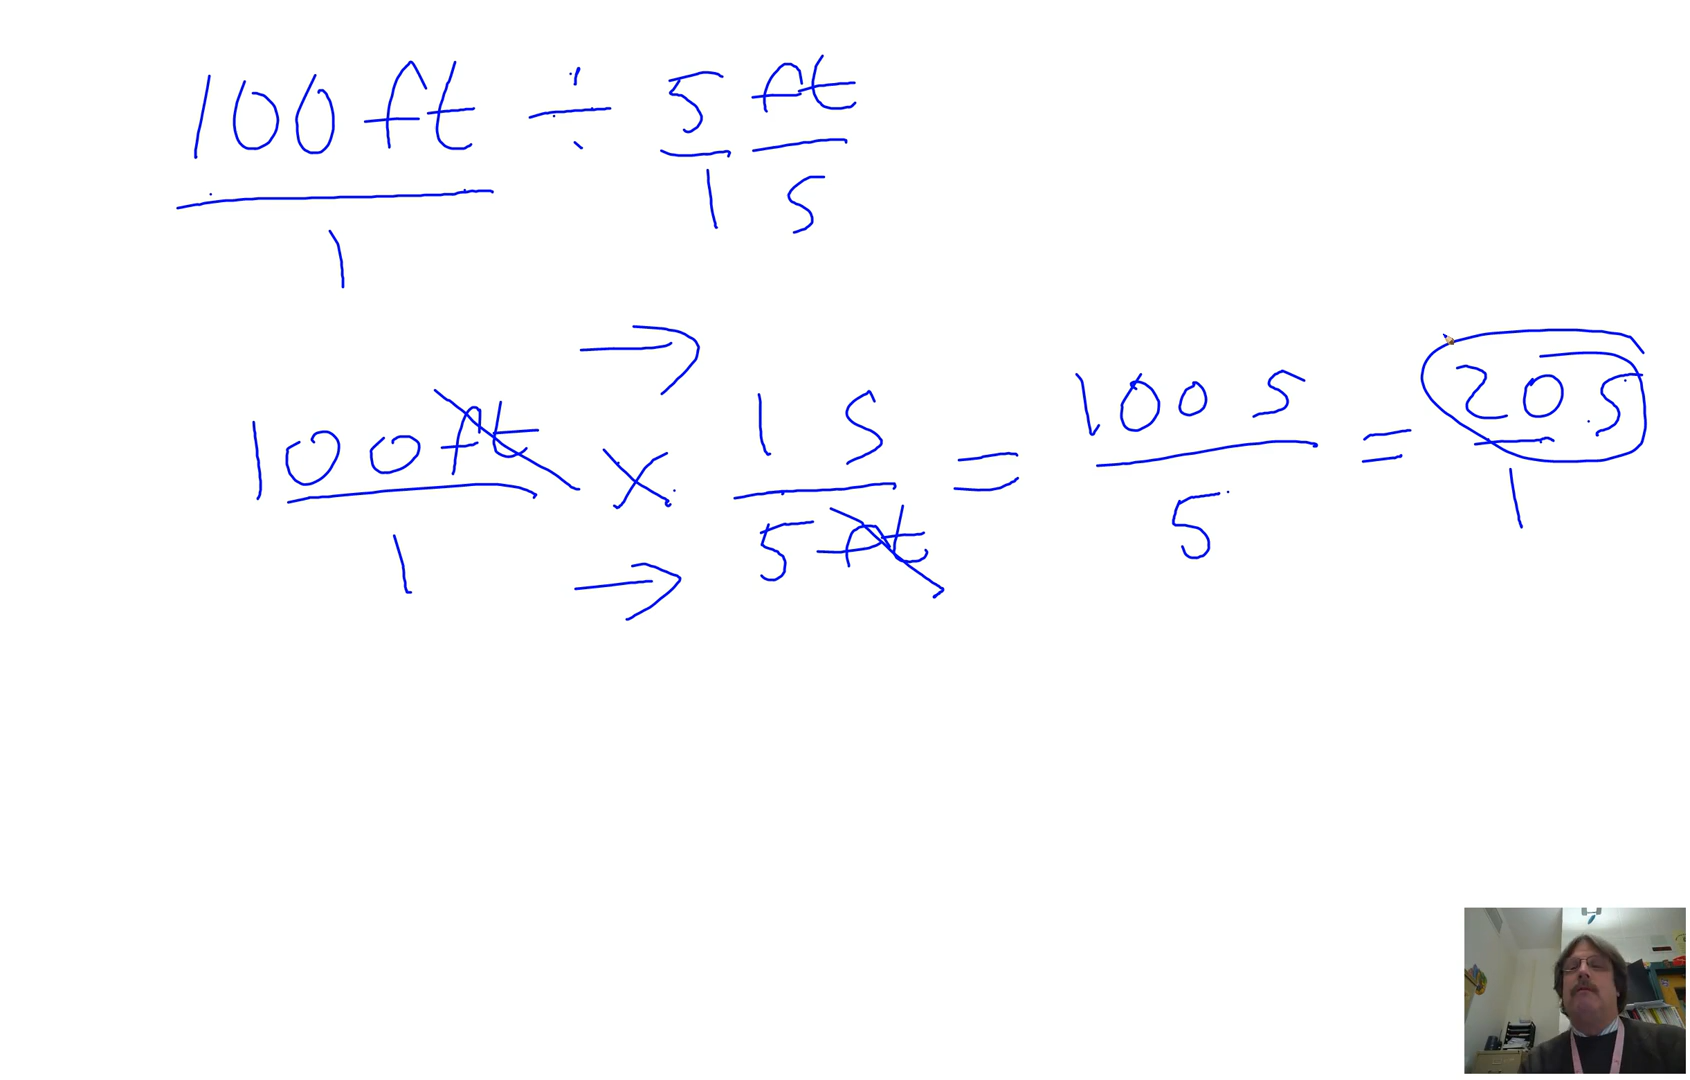 100 ft ÷ 5 ft
1 1 s
100 ft × 1 s = 100 s = 20 s
1 5 ft 5 1